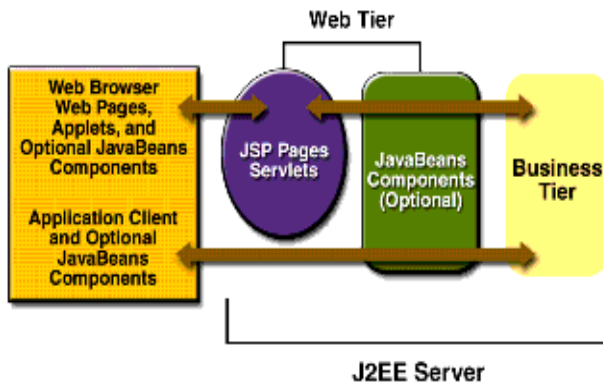 Web Tier
Web Browser
Web Pages,
Applets, and
Optional JavaBeans
Components
Application Client
and Optional
JavaBeans
Components
JSP Pages
Servlets
JavaBeans
Components
(Optional)
Business
Tier
J2EE Server